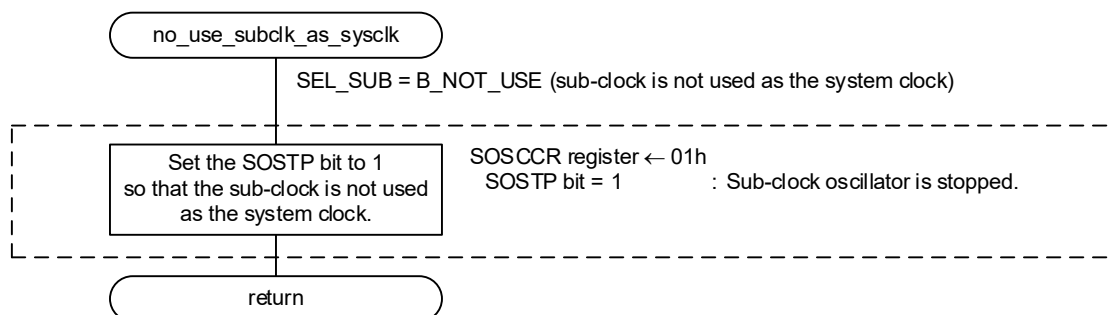 no_use_subclk_as_sysclk
SEL_SUB = B_NOT_USE (sub-clock is not used as the system clock)
Set the SOSTP bit to 1
so that the sub-clock is not used
as the system clock.
SOSCCR register ← 01h
SOSTP bit = 1 : Sub-clock oscillator is stopped.
return